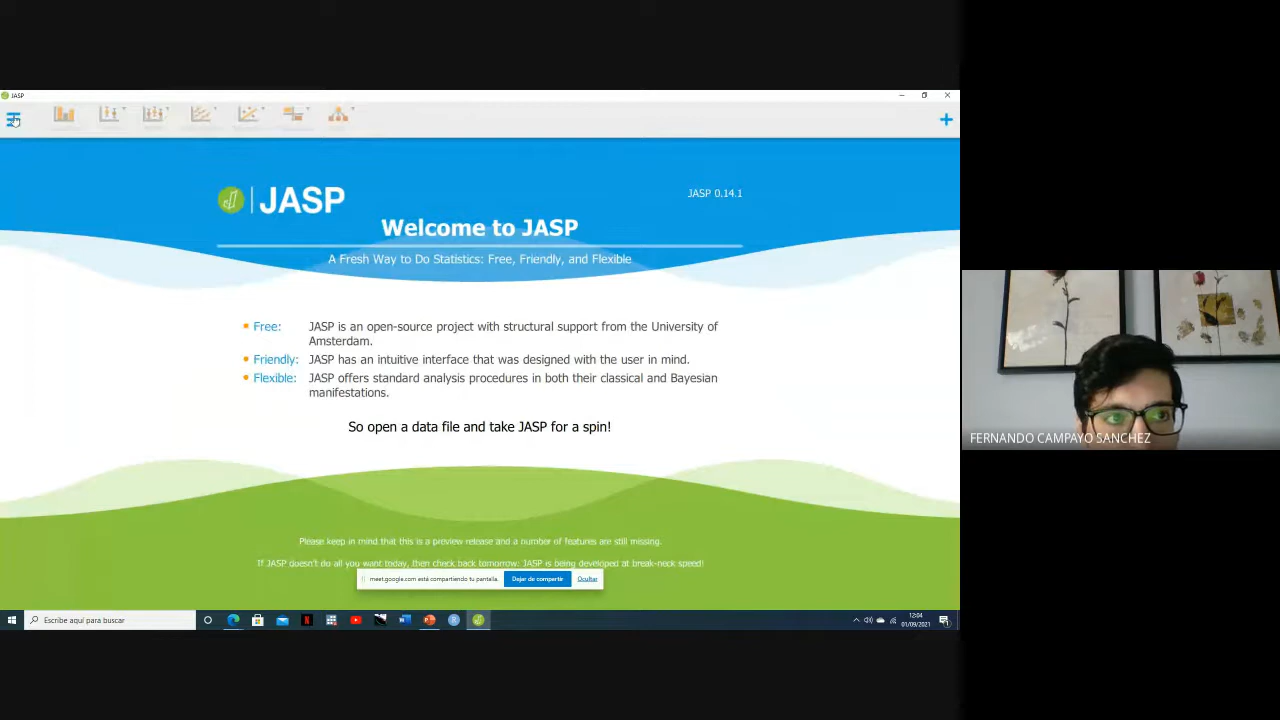 JASP
JASP
JASP 0.14.1
Welcome to JASP
A Fresh Way to Do Statistics: Free, Friendly, and Flexible
Free: JASP is an open-source project with structural support from the University of
Amsterdam.
Friendly: JASP has an intuitive interface that was designed with the user in mind.
Flexible: JASP offers standard analysis procedures in both their classical and Bayesian
manifestations.
So open a data file and take JASP for a spin!
FERNANDO CAMPAYO SANCHEZ
Please keep in mind that this is a preview release and a number of features are still missing.
If JASP doesn't do all you want today, then check back tomorrow: JASP is being developed at break-neck speed!
meet.google.com está compartiendo tu pantalla.
Dejar de compartir
Ocultar
Escribe aquí para buscar
12:04
01/09/2021